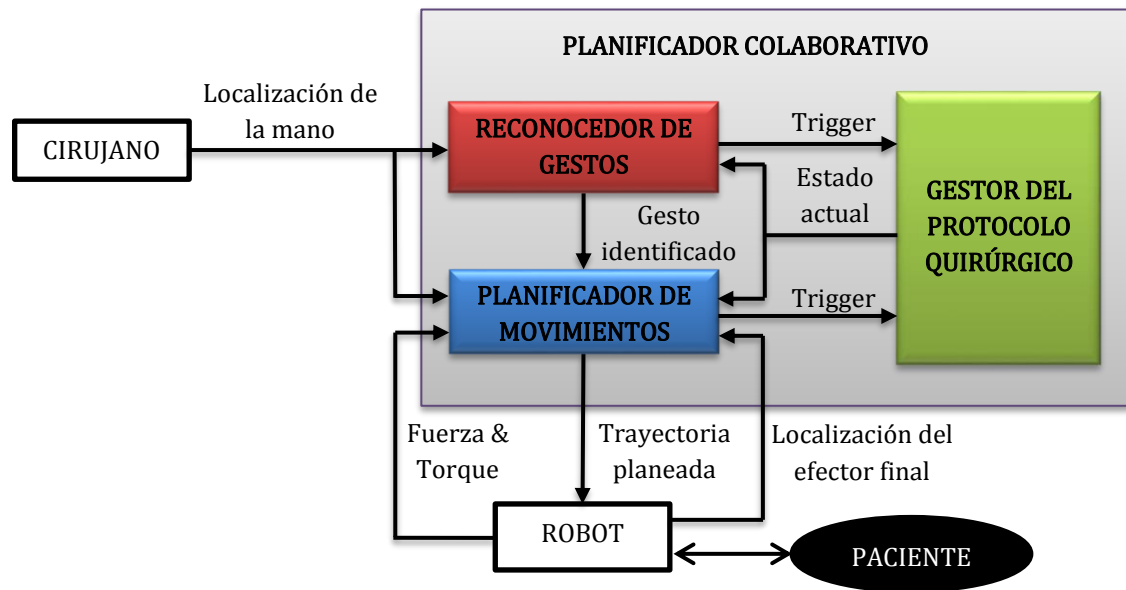 PLANIFICADOR COLABORATIVO
Localización de
la mano
CIRUJANO
RECONOCEDOR DE
GESTOS
Trigger
Estado
actual
GESTOR DEL
PROTOCOLO
QUIRÚRGICO
Gesto
identificado
PLANIFICADOR DE
MOVIMIENTOS
Trigger
Fuerza &
Torque
Trayectoria
planeada
Localización del
efector final
ROBOT
PACIENTE